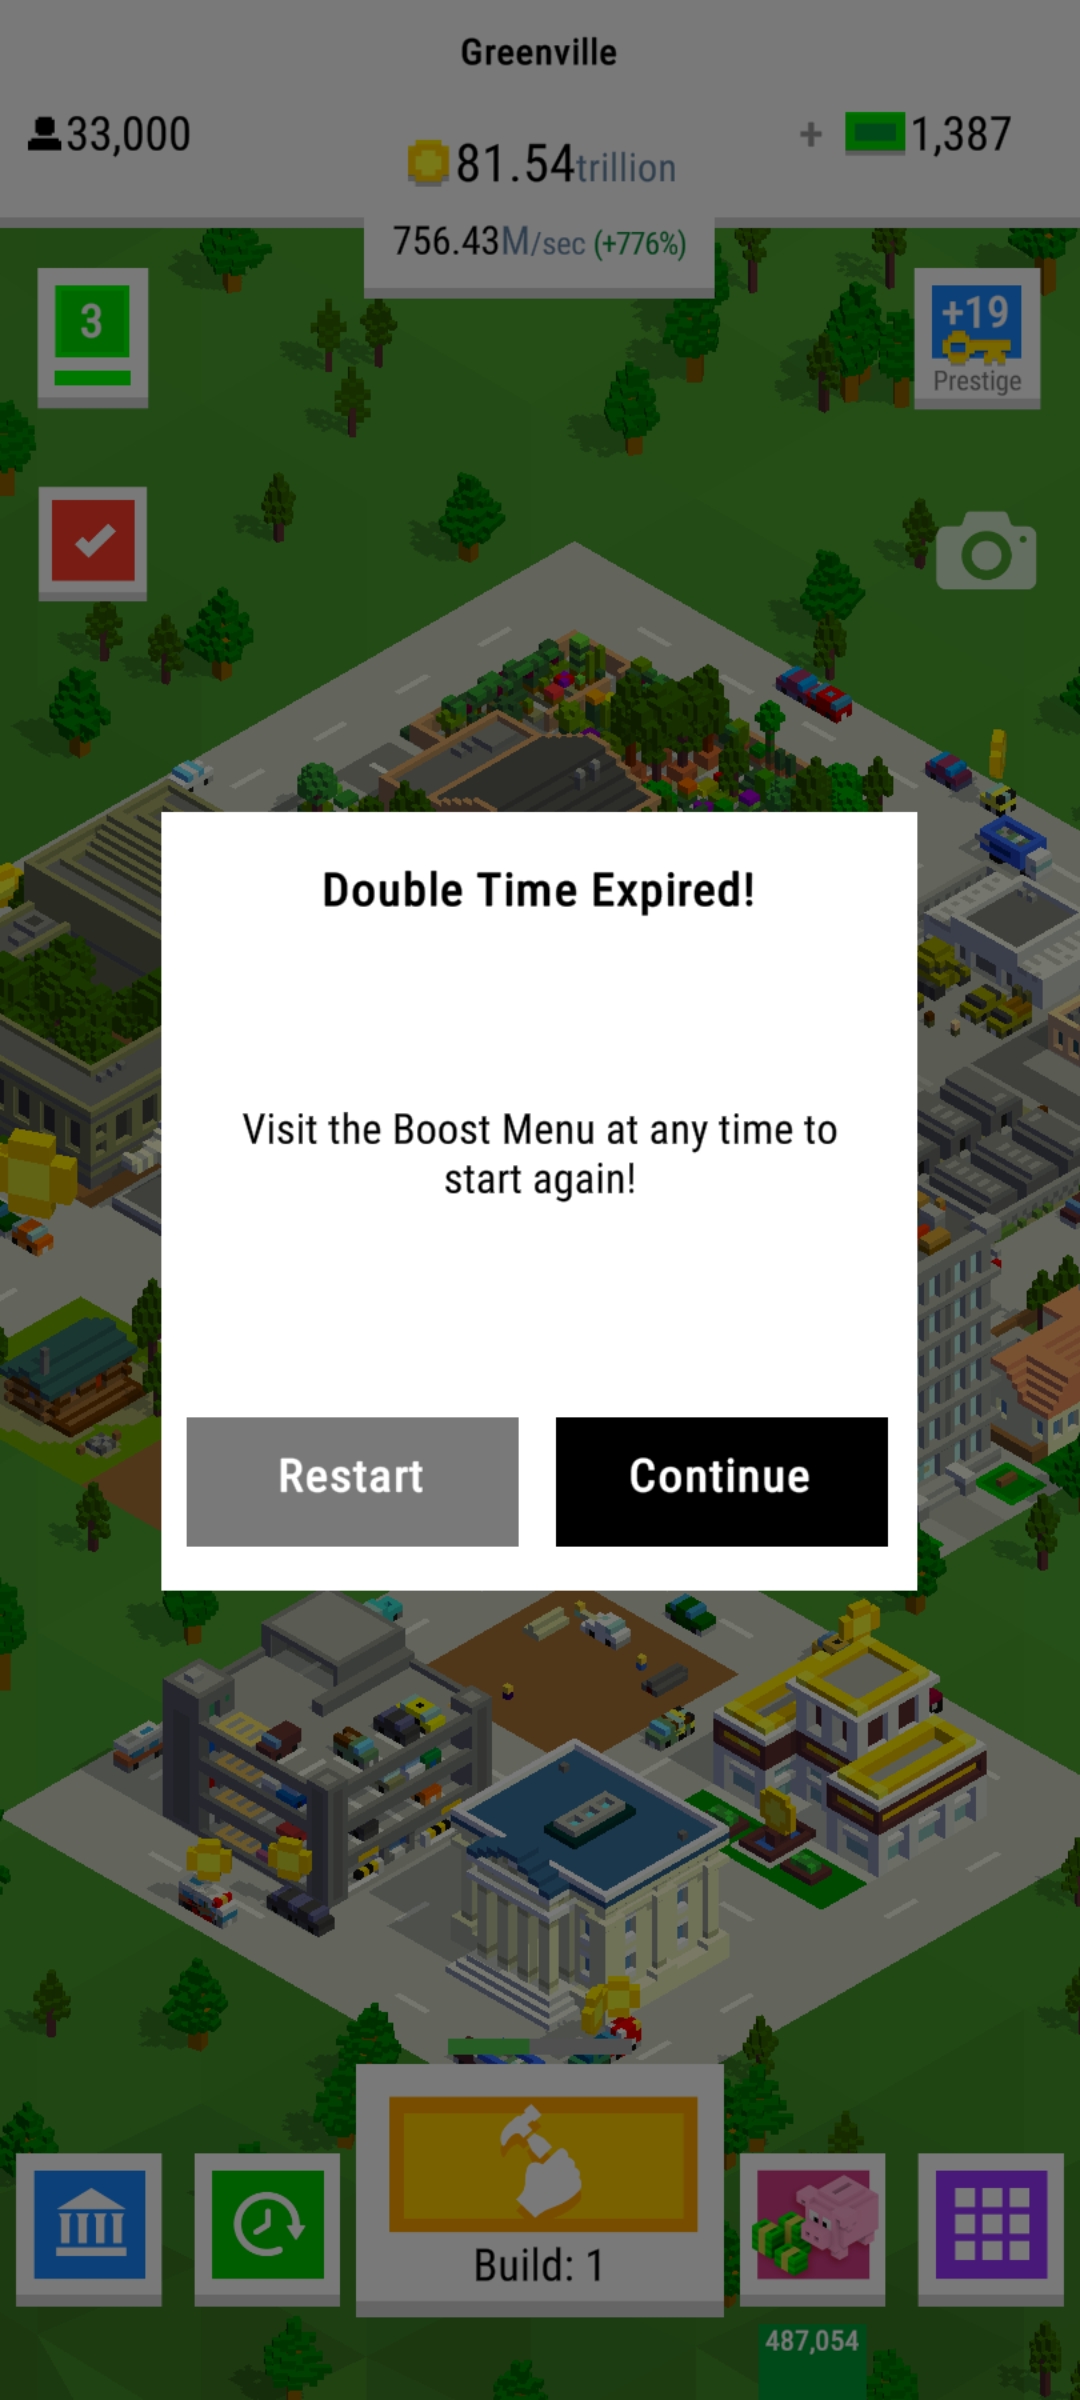 Greenville
33,000
81.54trillion
+ 1,387
756.43M/sec (+776%)
3
+19
Prestige
Double Time Expired!
Visit the Boost Menu at any time to
start again!
Restart
Continue
Build: 1
487,054